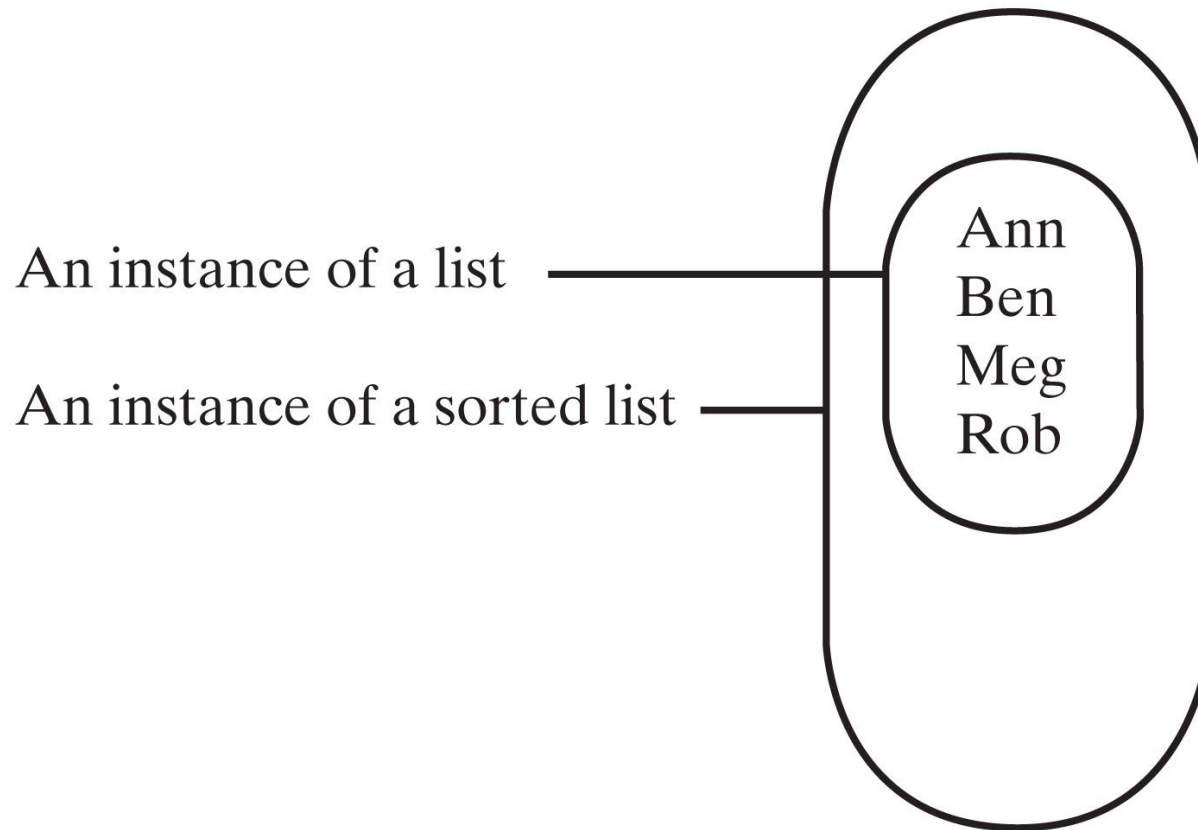 An instance of a list
An instance of a sorted list
Ann
Ben
Meg
Rob